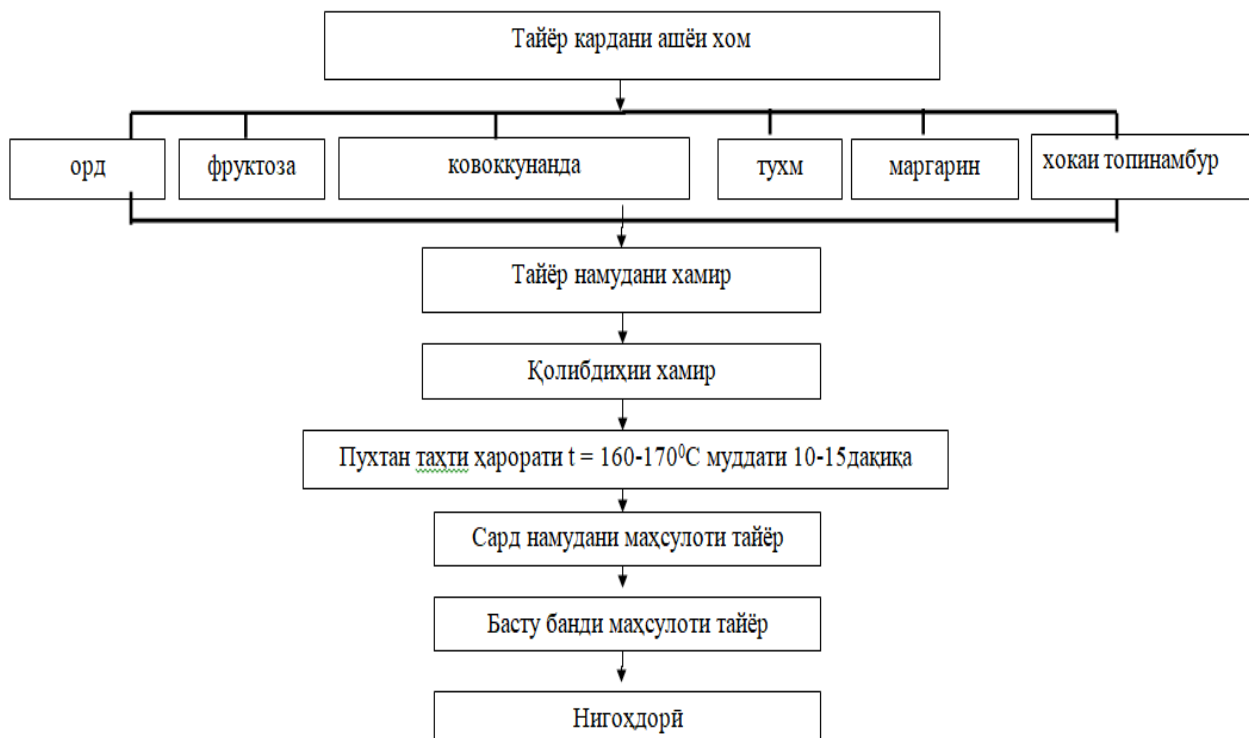 Тайёр кардани ашёи хом
орд
фруктоза
ковоккунанда
тухм
маргарин
хокаи топинамбур
Тайёр намудани хамир
Қолибдиҳии хамир
Пухтан таҳти ҳарорати t = 160-170⁰С муддати 10-15дақиқа
Сард намудани маҳсулоти тайёр
Басту банди маҳсулоти тайёр
Нигоҳдорӣ